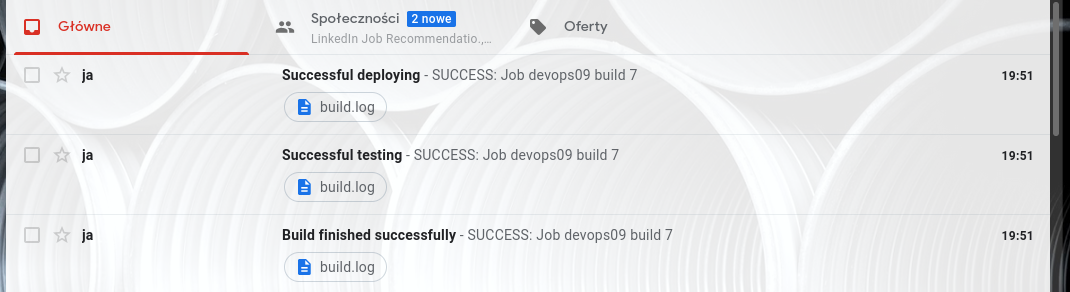 Główne
Społeczności 2 nowe
LinkedIn Job Recommendatio.,…
Oferty
ja Successful deploying - SUCCESS: Job devops09 build 7 19:51
build.log
ja Successful testing - SUCCESS: Job devops09 build 7 19:51
build.log
ja Build finished successfully - SUCCESS: Job devops09 build 7 19:51
build.log